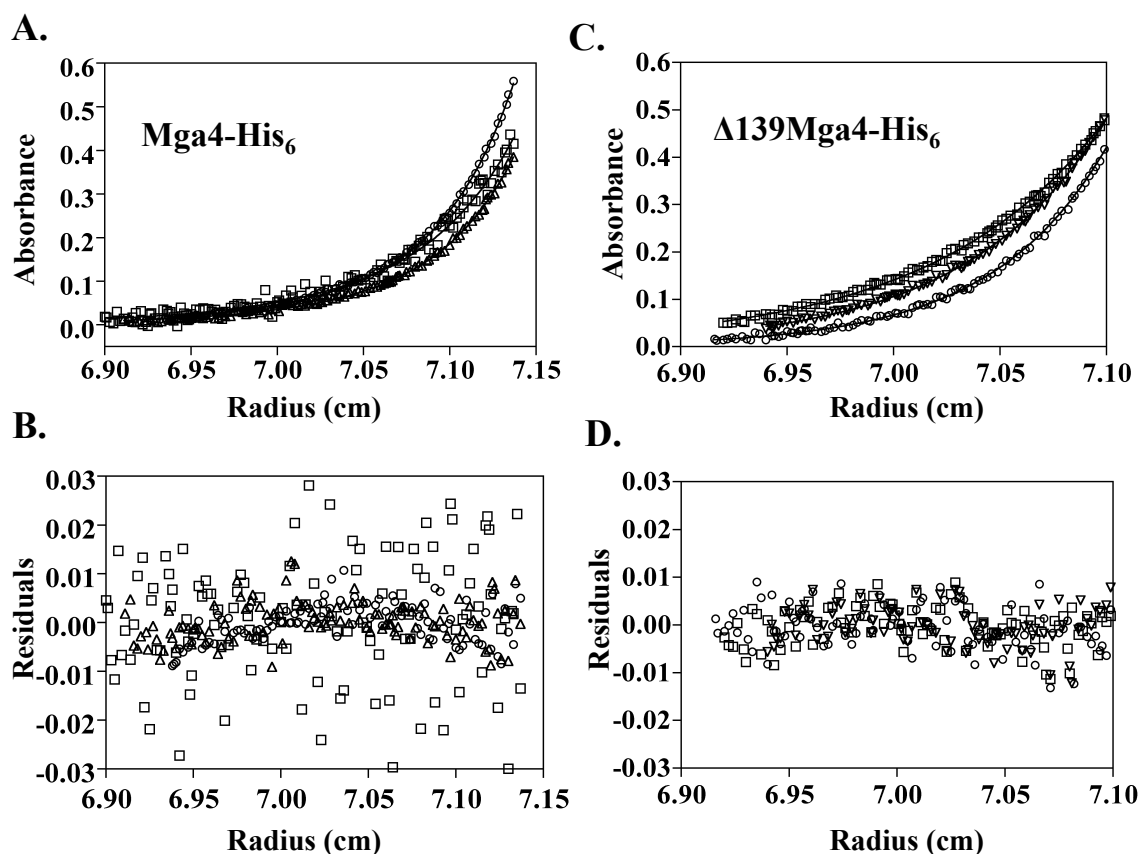 A.
Absorbance
0.6
0.5
0.4
0.3
0.2
0.1
0.0
Mga4-His6
6.90 6.95 7.00 7.05 7.10 7.15
Radius (cm)
C.
Absorbance
0.6
0.5
0.4
0.3
0.2
0.1
0.0
Δ139Mga4-His6
6.90 6.95 7.00 7.05 7.10
Radius (cm)
B.
Residuals
0.03
0.02
0.01
0.00
-0.01
-0.02
-0.03
6.90 6.95 7.00 7.05 7.10 7.15
Radius (cm)
D.
Residuals
0.03
0.02
0.01
0.00
-0.01
-0.02
-0.03
6.90 6.95 7.00 7.05 7.10
Radius (cm)